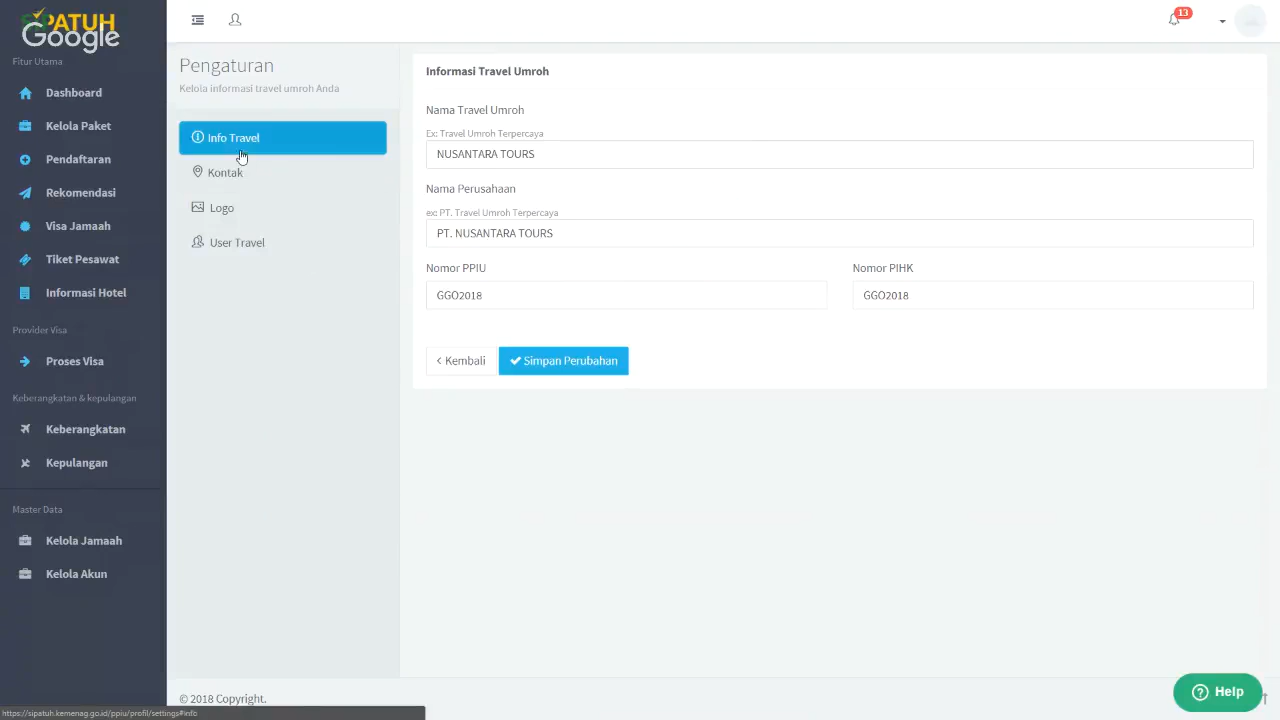 SIPATUH
Google
Fitur Utama
Dashboard
Kelola Paket
Pendaftaran
Rekomendasi
Visa Jamaah
Tiket Pesawat
Informasi Hotel
Provider Visa
Proses Visa
Keberangkatan & kepulangan
Keberangkatan
Kepulangan
Master Data
Kelola Jamaah
Kelola Akun
13
Pengaturan
Kelola informasi travel umroh Anda
Info Travel
Kontak
Logo
User Travel
Informasi Travel Umroh
Nama Travel Umroh
Ex: Travel Umroh Terpercaya
NUSANTARA TOURS
Nama Perusahaan
ex: PT. Travel Umroh Terpercaya
PT. NUSANTARA TOURS
Nomor PPIU Nomor PIHK
GGO2018 GGO2018
< Kembali Simpan Perubahan
© 2018 Copyright.
Help
https://sipatuh.kemenag.go.id/ppiu/profil/settings#info